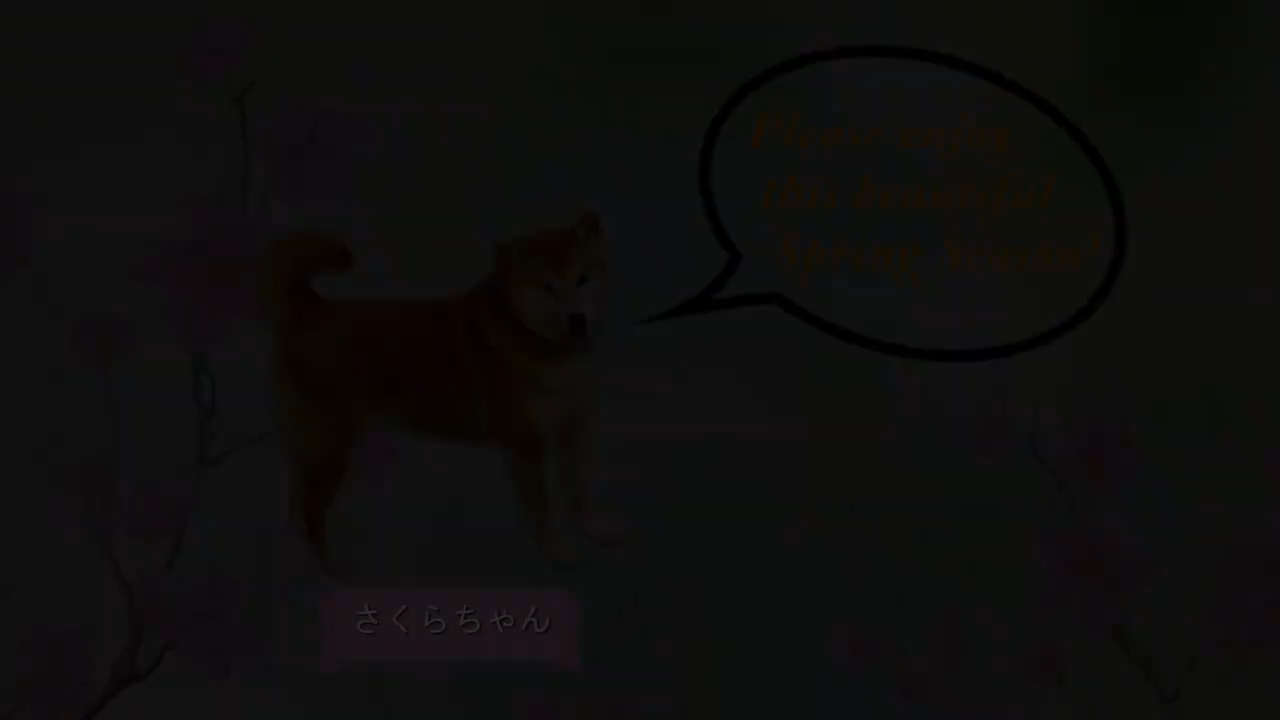 Please enjoy
this beautiful
Spring Season!
さくらちゃん